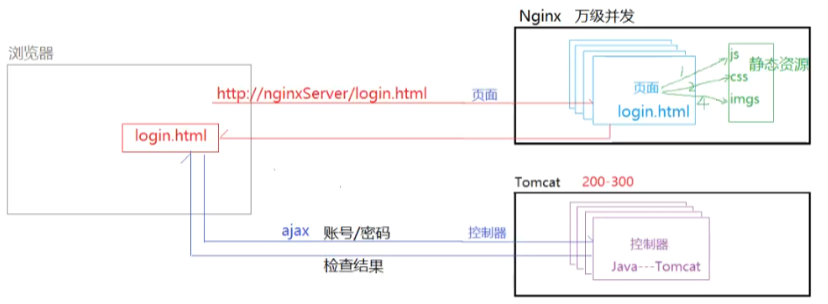 Nginx 万级并发
浏览器
http://nginxServer/login.html 页面
login.html
页面
login.html
1
2
4
js
css
imgs
静态资源
Tomcat 200-300
ajax 账号/密码 控制器
检查结果
控制器
Java---Tomcat